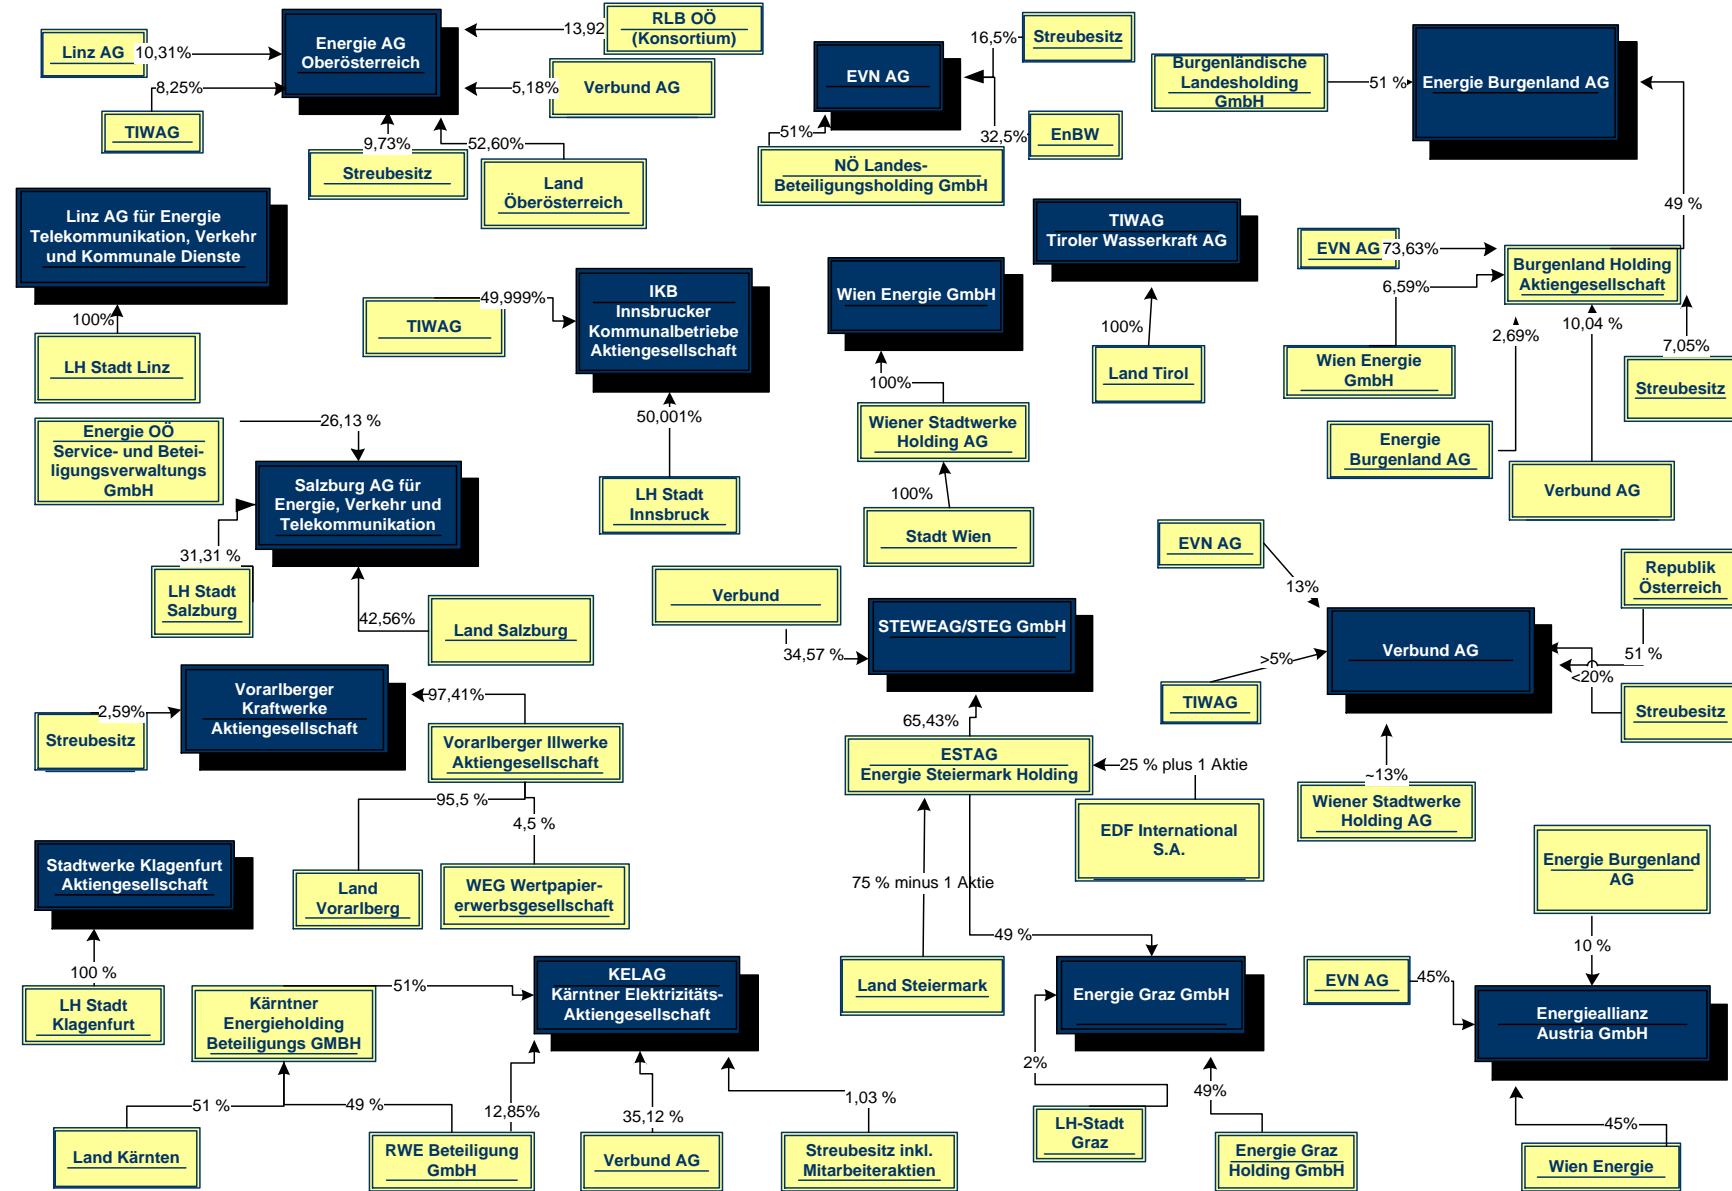 Linz AG
10,31%
Energie AG
Oberösterreich
13,92
RLB OÖ
(Konsortium)
8,25%
TIWAG
5,18%
Verbund AG
9,73%
Streubesitz
52,60%
Land
Öberösterreich
EVN AG
16,5%
Streubesitz
32,5%
EnBW
51%
NÖ Landes-
Beteiligungsholding GmbH
Burgenländische
Landesholding
GmbH
51 %
Energie Burgenland AG
49 %
EVN AG
73,63%
Burgenland Holding
Aktiengesellschaft
6,59%
Wien Energie
GmbH
2,69%
Energie
Burgenland AG
10,04 %
Verbund AG
7,05%
Streubesitz
Linz AG für Energie
Telekommunikation, Verkehr
und Kommunale Dienste
100%
LH Stadt Linz
TIWAG
49,999%
IKB
Innsbrucker
Kommunalbetriebe
Aktiengesellschaft
50,001%
LH Stadt
Innsbruck
Wien Energie GmbH
100%
Wiener Stadtwerke
Holding AG
100%
Stadt Wien
TIWAG
Tiroler Wasserkraft AG
100%
Land Tirol
Energie OÖ
Service- und Betei-
ligungsverwaltungs
GmbH
26,13 %
Salzburg AG für
Energie, Verkehr und
Telekommunikation
31,31 %
LH Stadt
Salzburg
42,56%
Land Salzburg
Verbund
34,57 %
STEWEAG/STEG GmbH
65,43%
ESTAG
Energie Steiermark Holding
25 % plus 1 Aktie
EDF International
S.A.
75 % minus 1 Aktie
Land Steiermark
49 %
Energie Graz GmbH
2%
LH-Stadt
Graz
49%
Energie Graz
Holding GmbH
EVN AG
13%
Verbund AG
Republik
Österreich
51 %
<20%
Streubesitz
>5%
TIWAG
~13%
Wiener Stadtwerke
Holding AG
Streubesitz
2,59%
Vorarlberger
Kraftwerke
Aktiengesellschaft
97,41%
Vorarlberger Illwerke
Aktiengesellschaft
95,5 %
Land
Vorarlberg
4,5 %
WEG Wertpapier-
erwerbsgesellschaft
Stadtwerke Klagenfurt
Aktiengesellschaft
100 %
LH Stadt
Klagenfurt
Kärntner
Energieholding
Beteiligungs GMBH
51%
KELAG
Kärntner Elektrizitäts-
Aktiengesellschaft
51 %
Land Kärnten
49 %
RWE Beteiligung
GmbH
12,85%
35,12 %
Verbund AG
1,03 %
Streubesitz inkl.
Mitarbeiteraktien
Energie Burgenland
AG
10 %
EVN AG
45%
Energieallianz
Austria GmbH
45%
Wien Energie